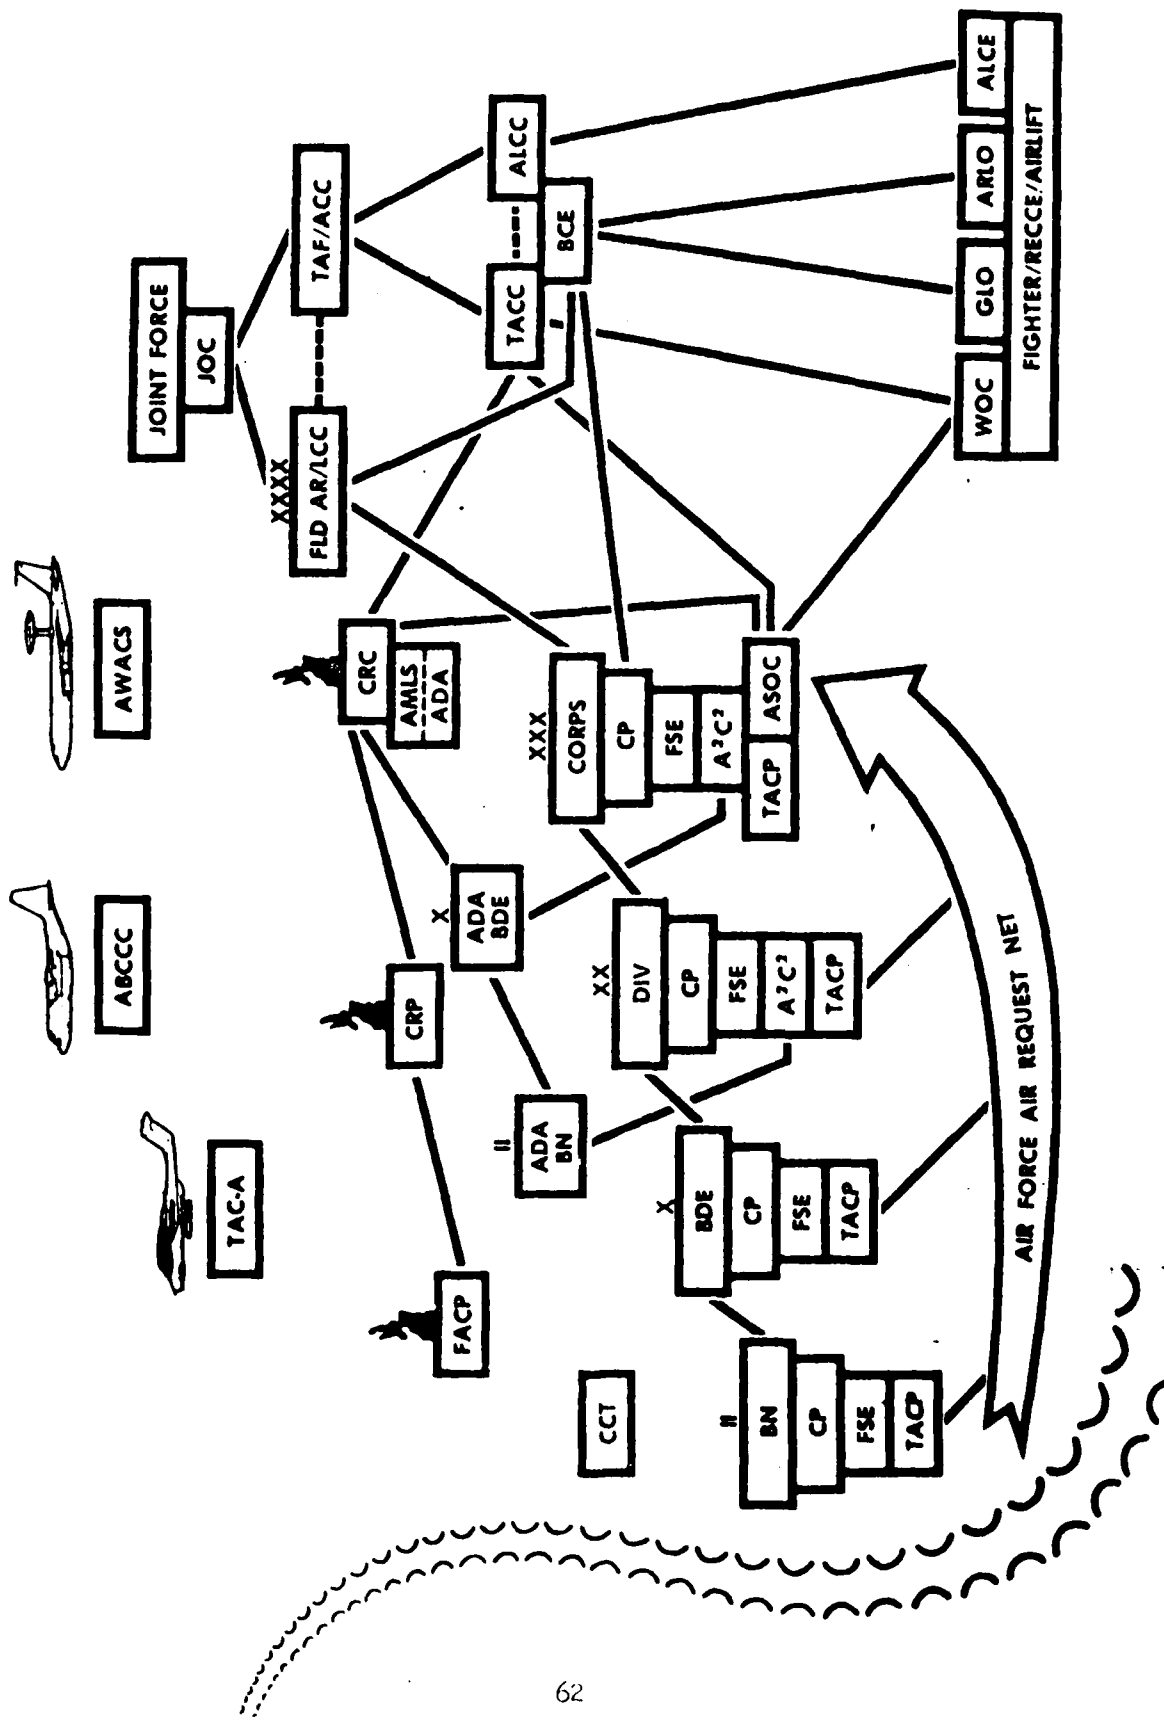 AWACS
ABCCC
TAC-A
JOINT FORCE
JOC
XXXX
FLD AR/LCC
TAF/ACC
TACC
ALCC
BCE
=
CRC
AMLS
ADA
CRP
FACP
X
ADA
BDE
=
ADA
BN
CCT
XXX
CORPS
CP
FSE
A²C²
TACP
ASOC
XX
DIV
CP
FSE
A²C²
TACP
X
BDE
CP
FSE
TACP
=
BN
CP
FSE
TACP
WOC
GLO
ARLO
ALCE
FIGHTER/RECCE/AIRLIFT
AIR FORCE AIR REQUEST NET
62